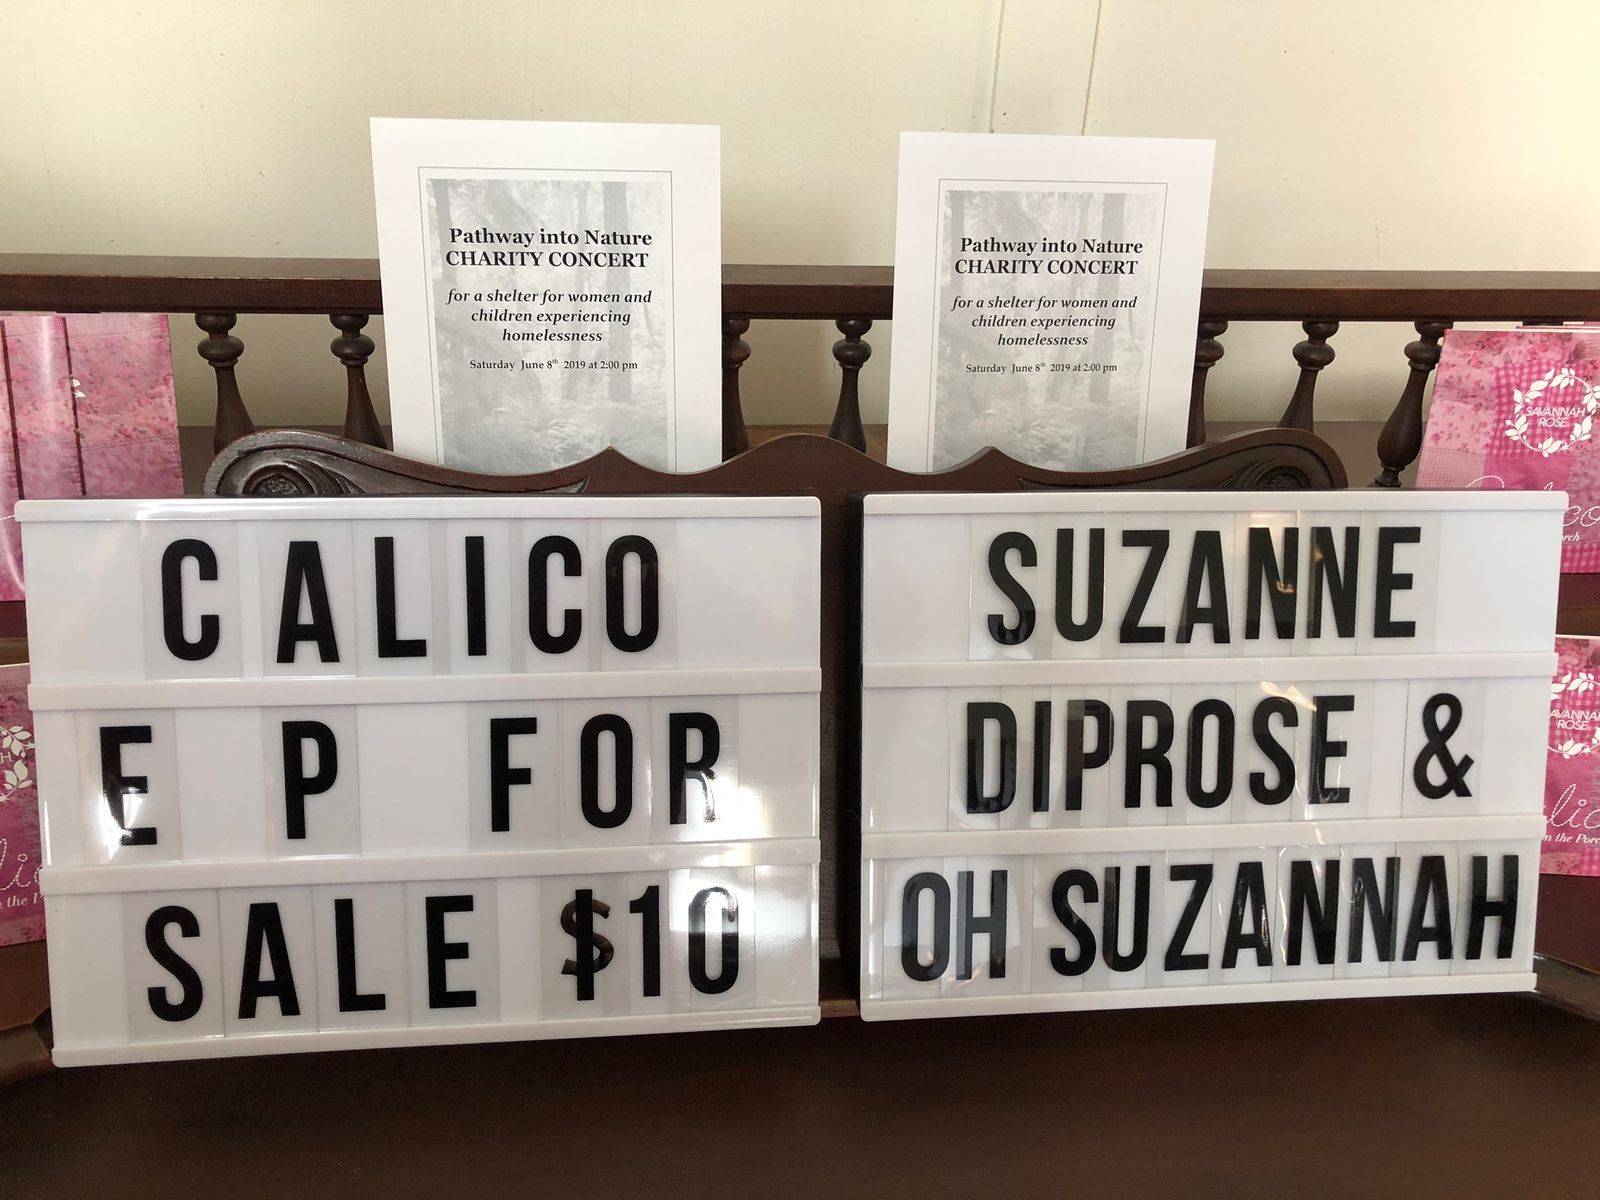 Pathway into Nature
CHARITY CONCERT
for a shelter for women and
children experiencing
homelessness
Saturday June 8th 2019 at 2:00 pm
Pathway into Nature
CHARITY CONCERT
for a shelter for women and
children experiencing
homelessness
Saturday June 8th 2019 at 2:00 pm
SAVANNAH
ROSE
CALICO
E P FOR
SALE $10
SUZANNE
DIPROSE &
OH SUZANNAH
ROSE
the Porch